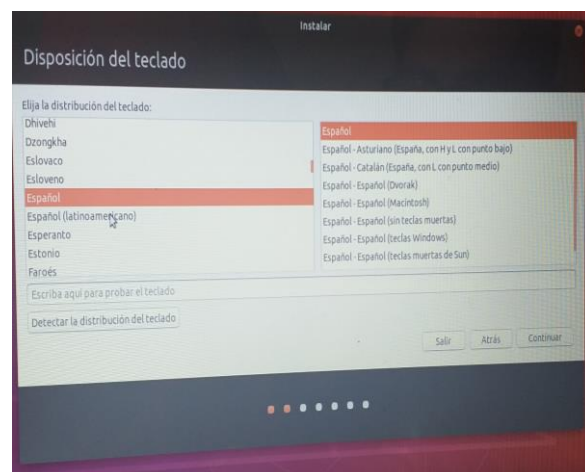 Instalar
Disposición del teclado
Elija la distribución del teclado:
Dhivehi
Dzongkha
Eslovaco
Esloveno
Español
Español (latinoamericano)
Esperanto
Estonio
Faroés
Español
Español - Asturiano (España, con H y L con punto bajo)
Español - Catalán (España, con L con punto medio)
Español - Español (Dvorak)
Español - Español (Macintosh)
Español - Español (sin teclas muertas)
Español - Español (teclas Windows)
Español - Español (teclas muertas de Sun)
Escriba aquí para probar el teclado
Detectar la distribución del teclado
Salir Atrás Continuar